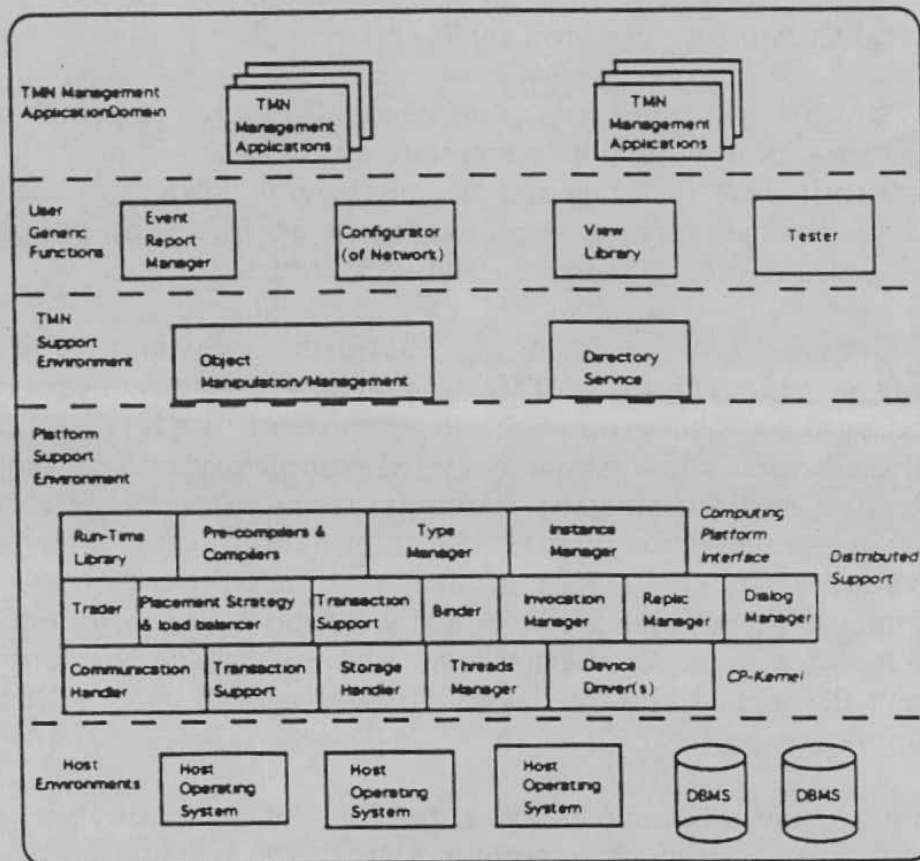 TMN Management
ApplicationDomain
TMN
Management
Applications
TMN
Management
Applications
User
Generic
Functions
Event
Report
Manager
Configurator
(of Network)
View
Library
Tester
TMN
Support
Environment
Object
Manipulation/Management
Directory
Service
Platform
Support
Environment
Run-Time
Library
Pre-compilers &
Compilers
Type
Manager
Instance
Manager
Computing
Platform
Interface
Distributed
Support
Trader
Placement Strategy
& load balancer
Transaction
Support
Binder
Invocation
Manager
Replic
Manager
Dialog
Manager
Communication
Handler
Transaction
Support
Storage
Handler
Threads
Manager
Device
Driver(s)
CP-Kernel
Host
Environments
Host
Operating
System
Host
Operating
System
Host
Operating
System
DBMS
DBMS